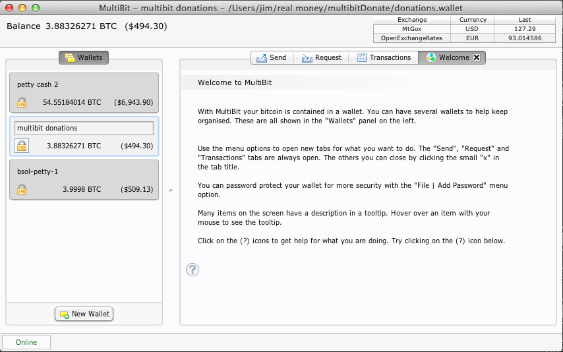 MultiBit - multibit donations - /Users/jim/real money/multibitDonate/donations.wallet
Balance 3.88326271 BTC ($494.30)
Exchange Currency Last
MtGox USD 127.29
OpenExchangeRates EUR 93.014586
Wallets
Send Request Transactions Welcome
petty cash 2
54.55184014 BTC ($6,943.90)
multibit donations
3.88326271 BTC ($494.30)
bsol-petty-1
3.9998 BTC ($509.13)
New Wallet
Welcome to MultiBit
With MultiBit your bitcoin is contained in a wallet. You can have several wallets to help keep
organised. These are all shown in the "Wallets" panel on the left.
Use the menu options to open new tabs for what you want to do. The "Send", "Request" and
"Transactions" tabs are always open. The others you can close by clicking the small "x" in
the tab title.
You can password protect your wallet for more security with the "File | Add Password" menu
option.
Many items on the screen have a description in a tooltip. Hover over an item with your
mouse to see the tooltip.
Click on the (?) icons to get help for what you are doing. Try clicking on the (?) icon below.
?
Online